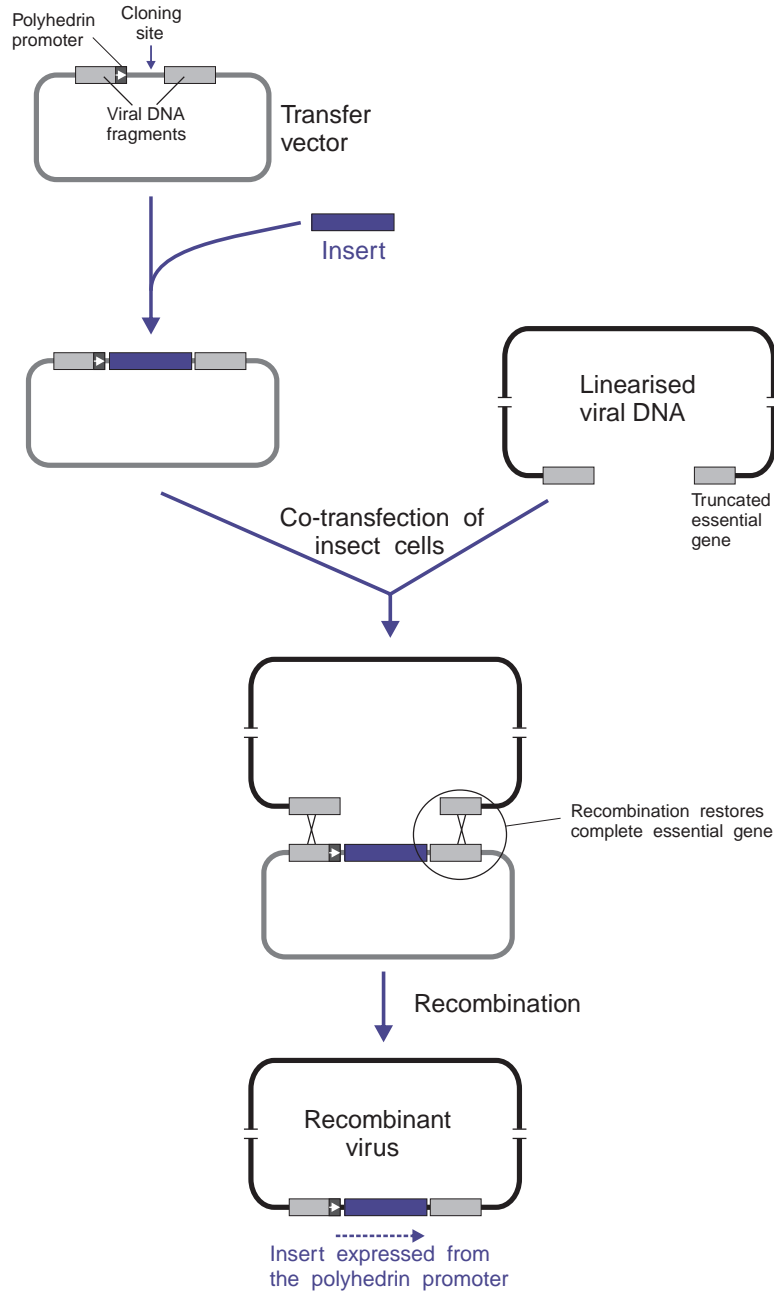 Polyhedrin
promoter
Cloning
site
Viral DNA
fragments
Transfer
vector
Insert
Linearised
viral DNA
Truncated
essential
gene
Co-transfection of
insect cells
Recombination restores
complete essential gene
Recombination
Recombinant
virus
Insert expressed from
the polyhedrin promoter